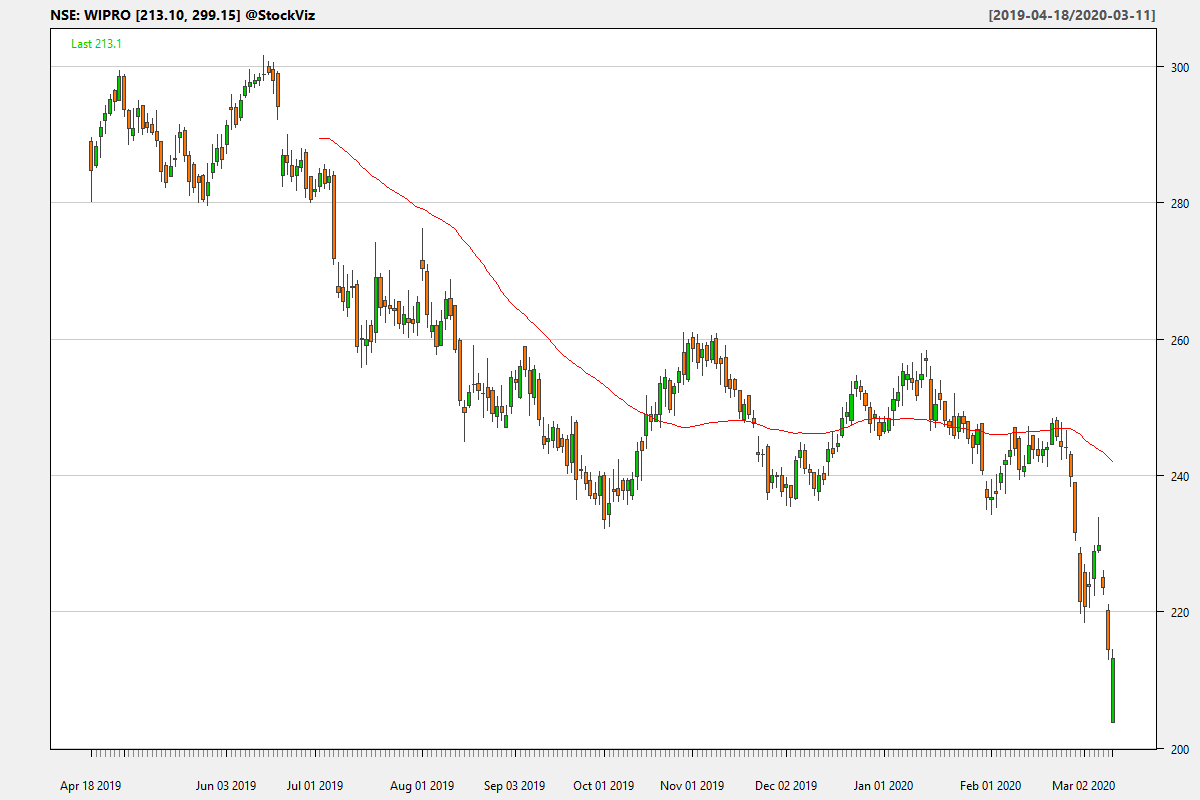 NSE: WIPRO [213.10, 299.15] @StockViz
[2019-04-18/2020-03-11]
Last 213.1
300
280
260
240
220
200
Apr 18 2019
Jun 03 2019
Jul 01 2019
Aug 01 2019
Sep 03 2019
Oct 01 2019
Nov 01 2019
Dec 02 2019
Jan 01 2020
Feb 01 2020
Mar 02 2020